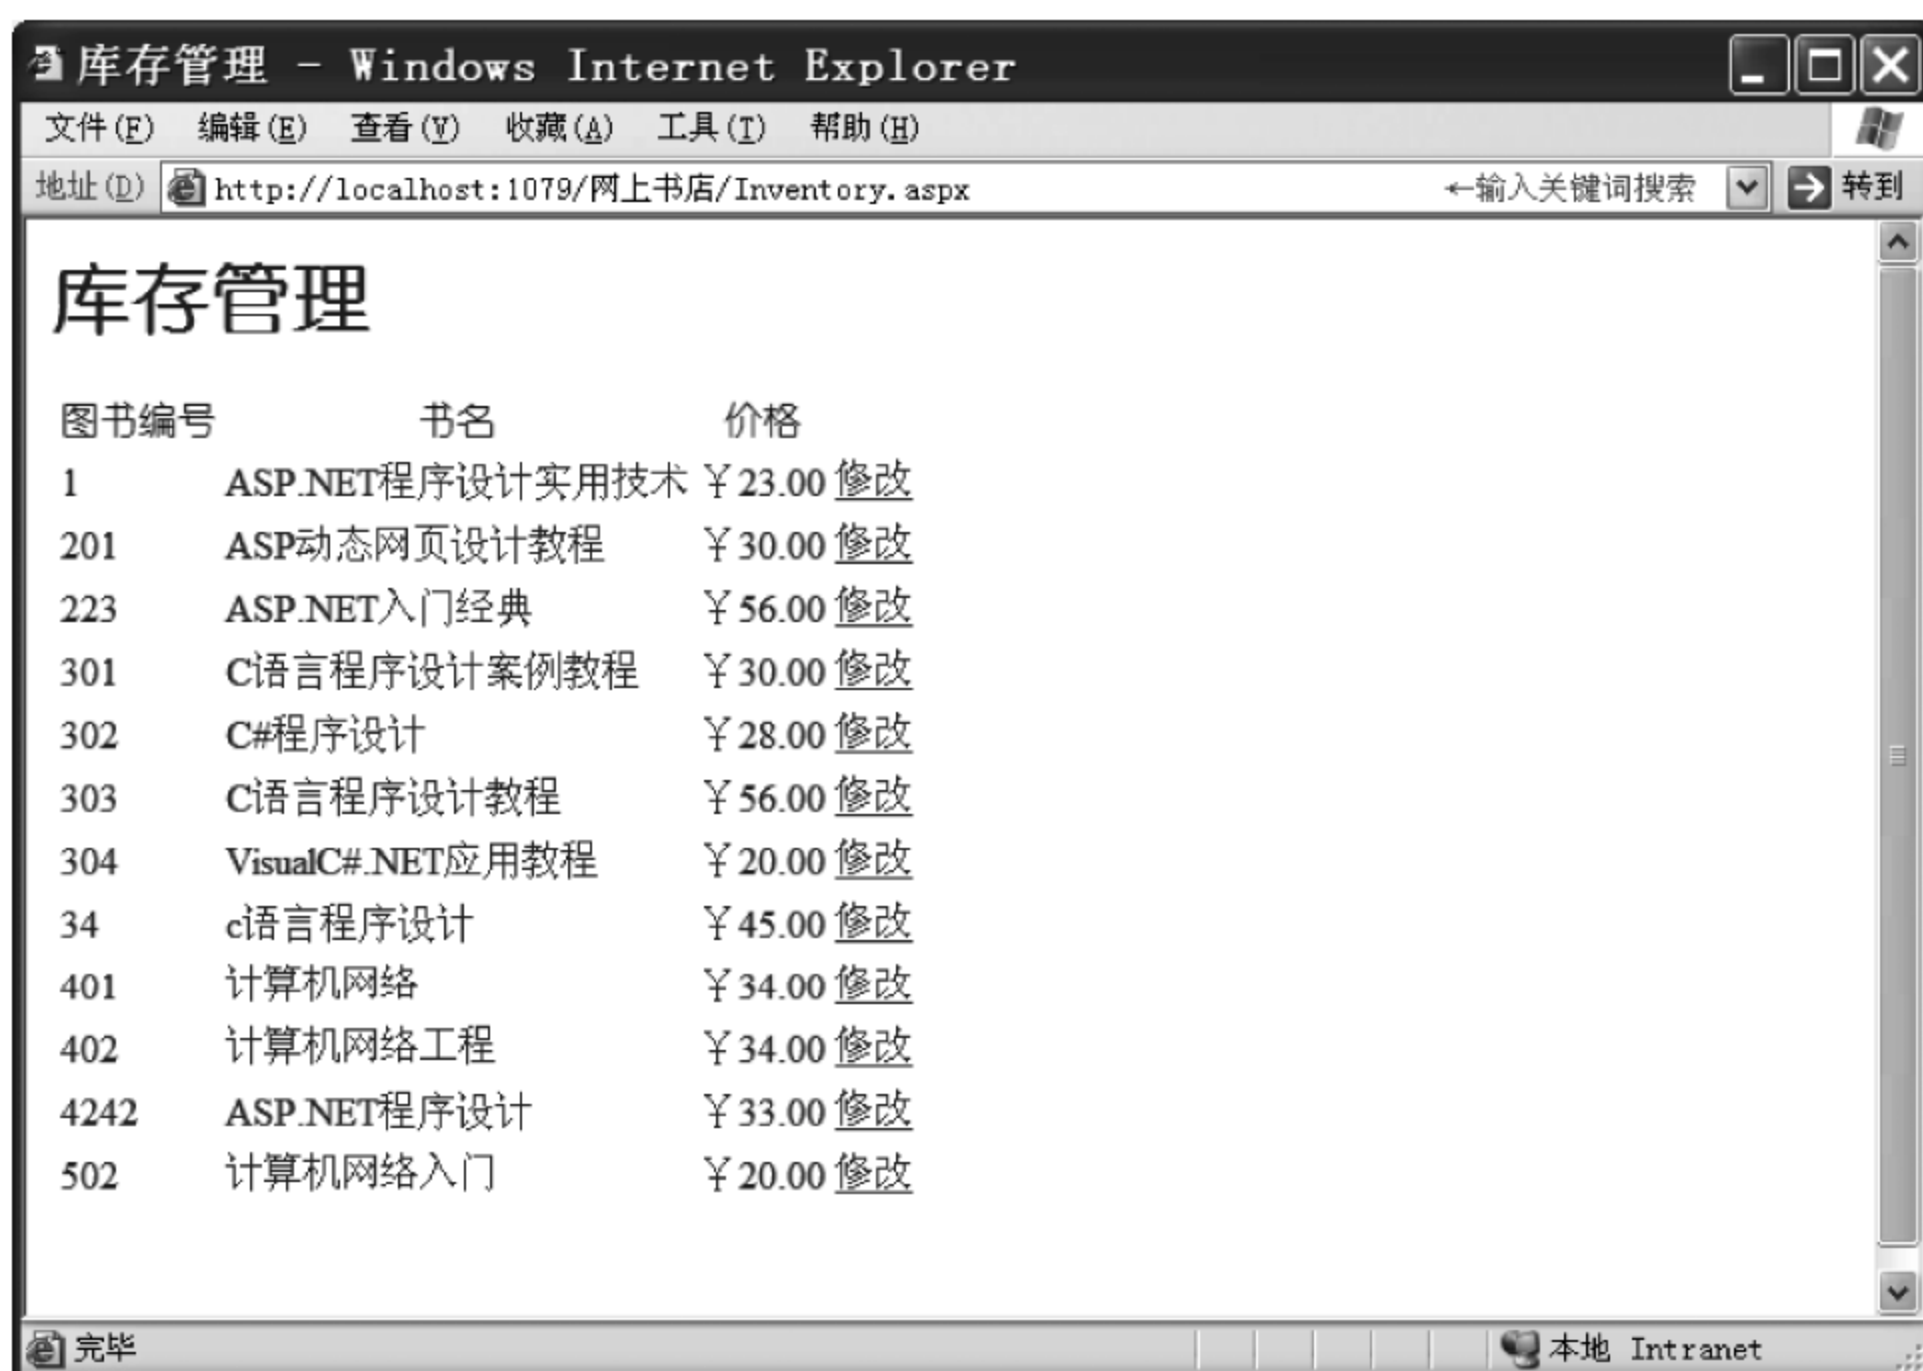 库存管理 - Windows Internet Explorer
文件(F) 编辑(E) 查看(V) 收藏(A) 工具(T) 帮助(H)
地址(D) http://localhost:1079/网上书店/Inventory.aspx ←输入关键词搜索 转到
库存管理
图书编号 书名 价格
1 ASP.NET程序设计实用技术 ¥23.00 修改
201 ASP动态网页设计教程 ¥30.00 修改
223 ASP.NET入门经典 ¥56.00 修改
301 C语言程序设计案例教程 ¥30.00 修改
302 C#程序设计 ¥28.00 修改
303 C语言程序设计教程 ¥56.00 修改
304 VisualC#.NET应用教程 ¥20.00 修改
34 c语言程序设计 ¥45.00 修改
401 计算机网络 ¥34.00 修改
402 计算机网络工程 ¥34.00 修改
4242 ASP.NET程序设计 ¥33.00 修改
502 计算机网络入门 ¥20.00 修改
完毕 本地 Intranet